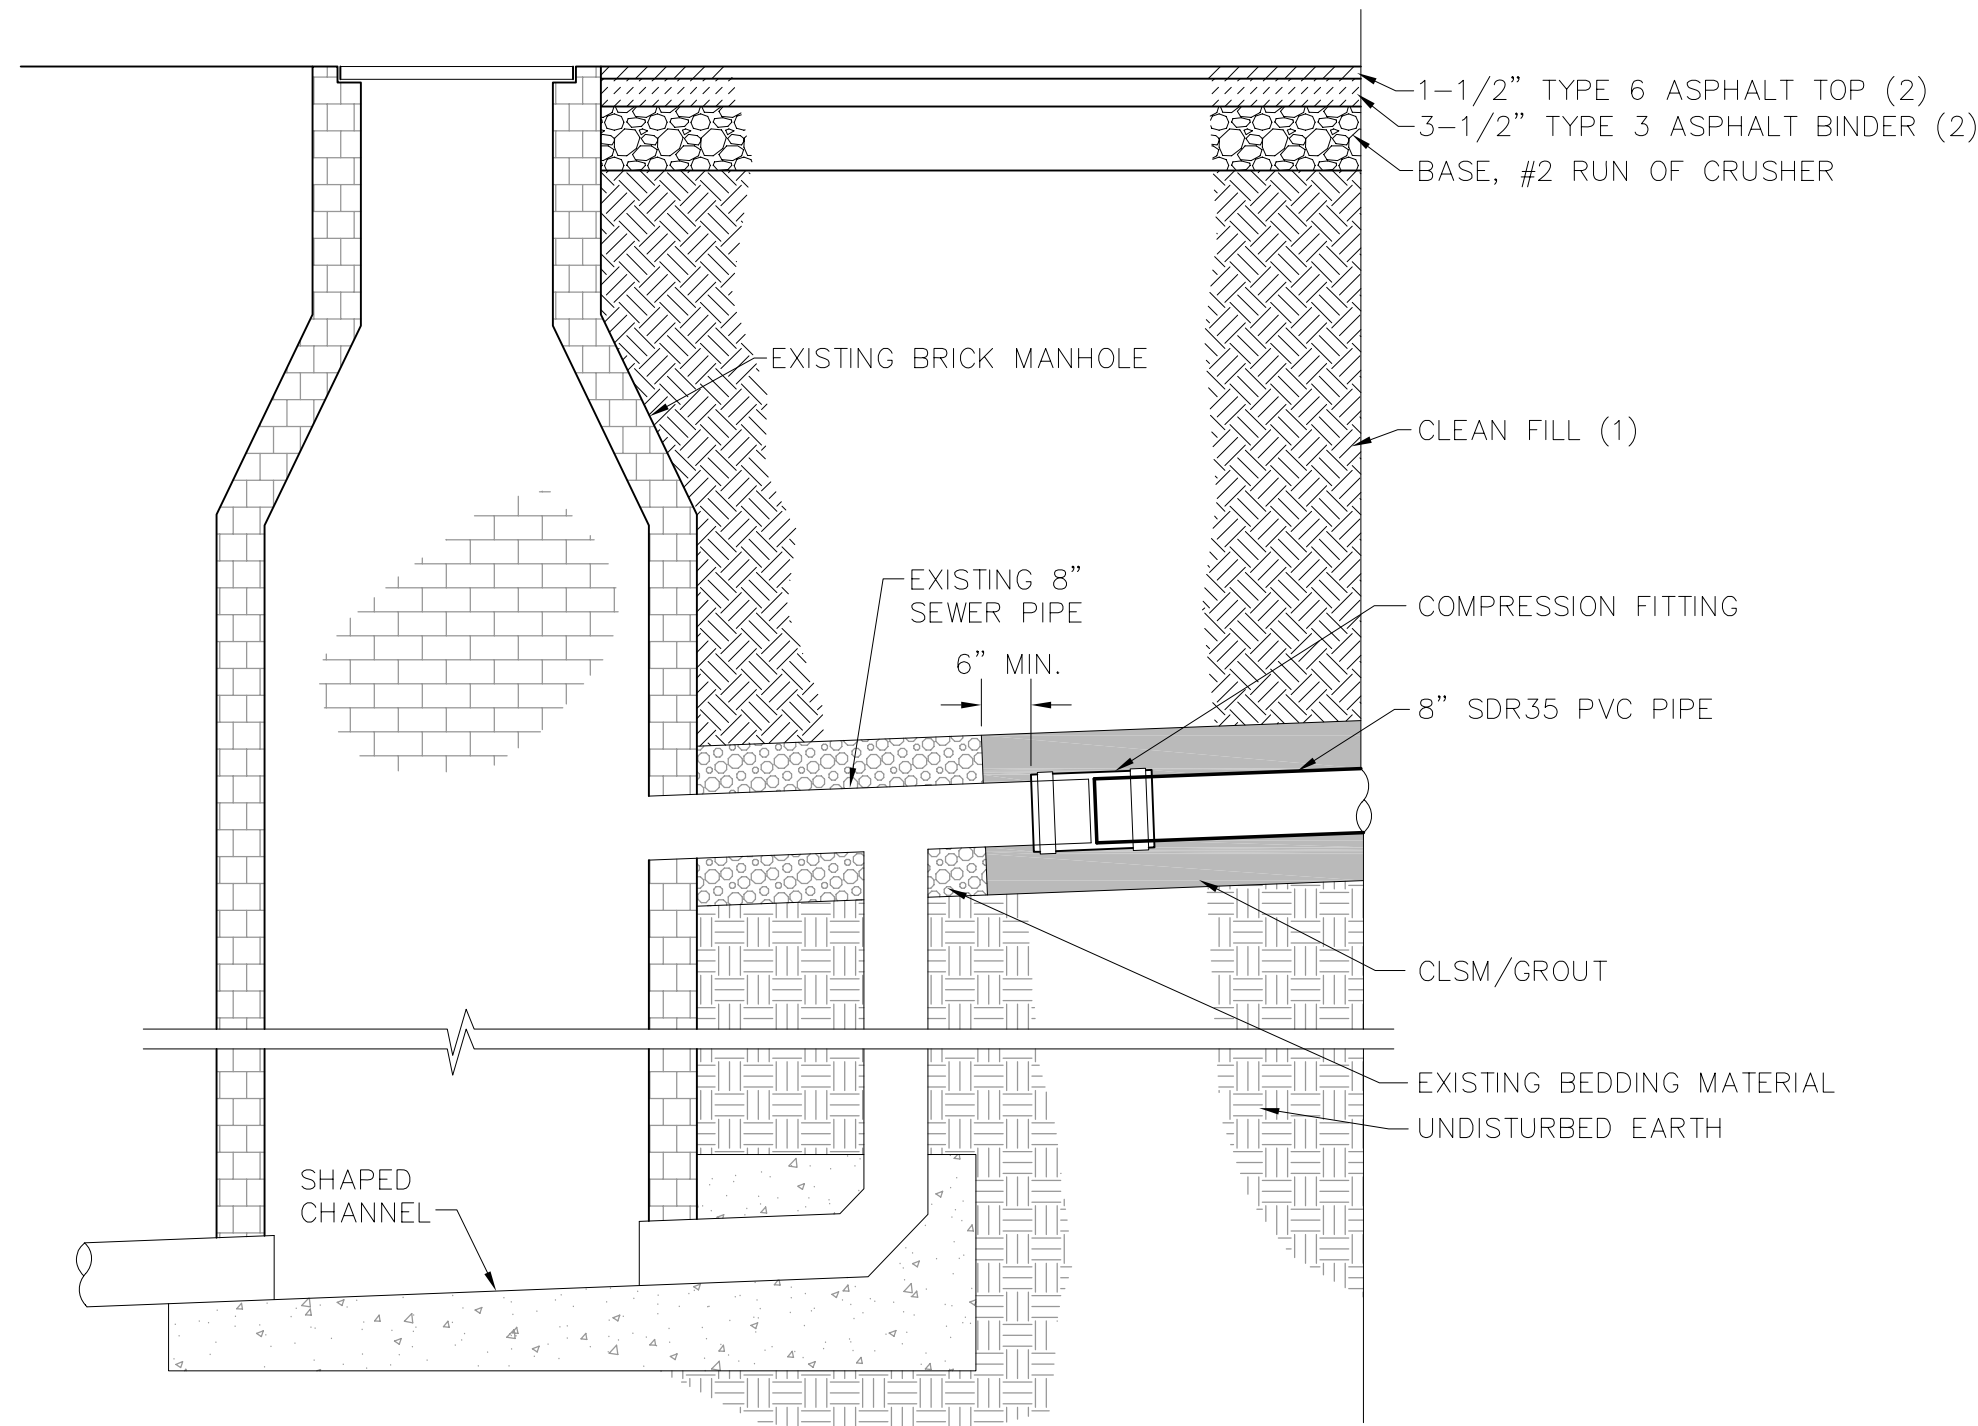 1-1/2" TYPE 6 ASPHALT TOP (2)
3-1/2" TYPE 3 ASPHALT BINDER (2)
BASE, #2 RUN OF CRUSHER
EXISTING BRICK MANHOLE
CLEAN FILL (1)
EXISTING 8"
SEWER PIPE
COMPRESSION FITTING
6" MIN.
8" SDR35 PVC PIPE
CLSM/GROUT
EXISTING BEDDING MATERIAL
UNDISTURBED EARTH
SHAPED
CHANNEL